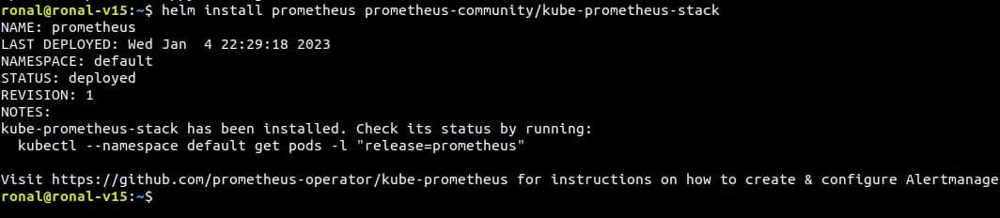 ronal@ronal-v15:~$ helm install prometheus prometheus-community/kube-prometheus-stack
NAME: prometheus
LAST DEPLOYED: Wed Jan  4 22:29:18 2023
NAMESPACE: default
STATUS: deployed
REVISION: 1
NOTES:
kube-prometheus-stack has been installed. Check its status by running:
  kubectl --namespace default get pods -l "release=prometheus"

Visit https://github.com/prometheus-operator/kube-prometheus for instructions on how to create & configure Alertmanage
ronal@ronal-v15:~$